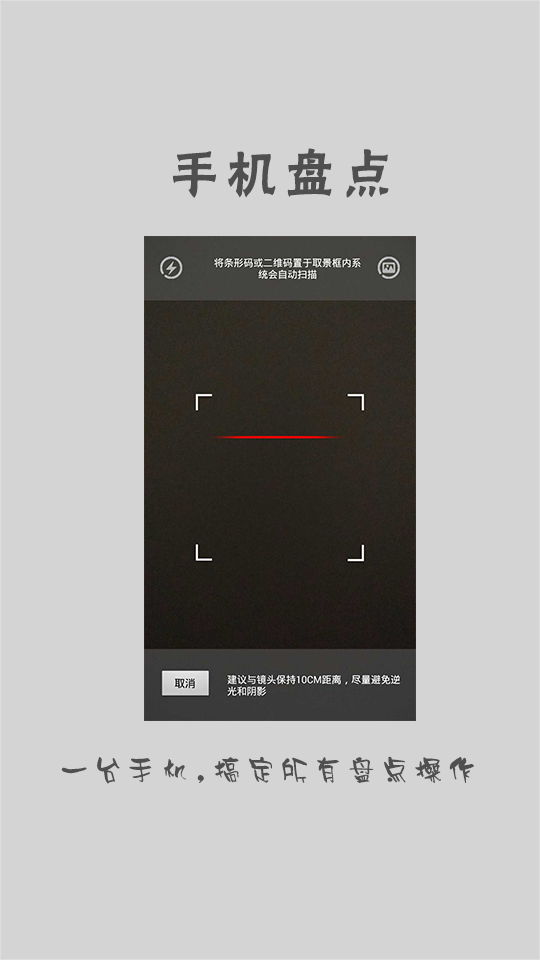 手机盘点
将条形码或二维码置于取景框内系
统会自动扫描
取消
建议与镜头保持10CM距离，尽量避免逆
光和阴影
一台手机，搞定所有盘点操作